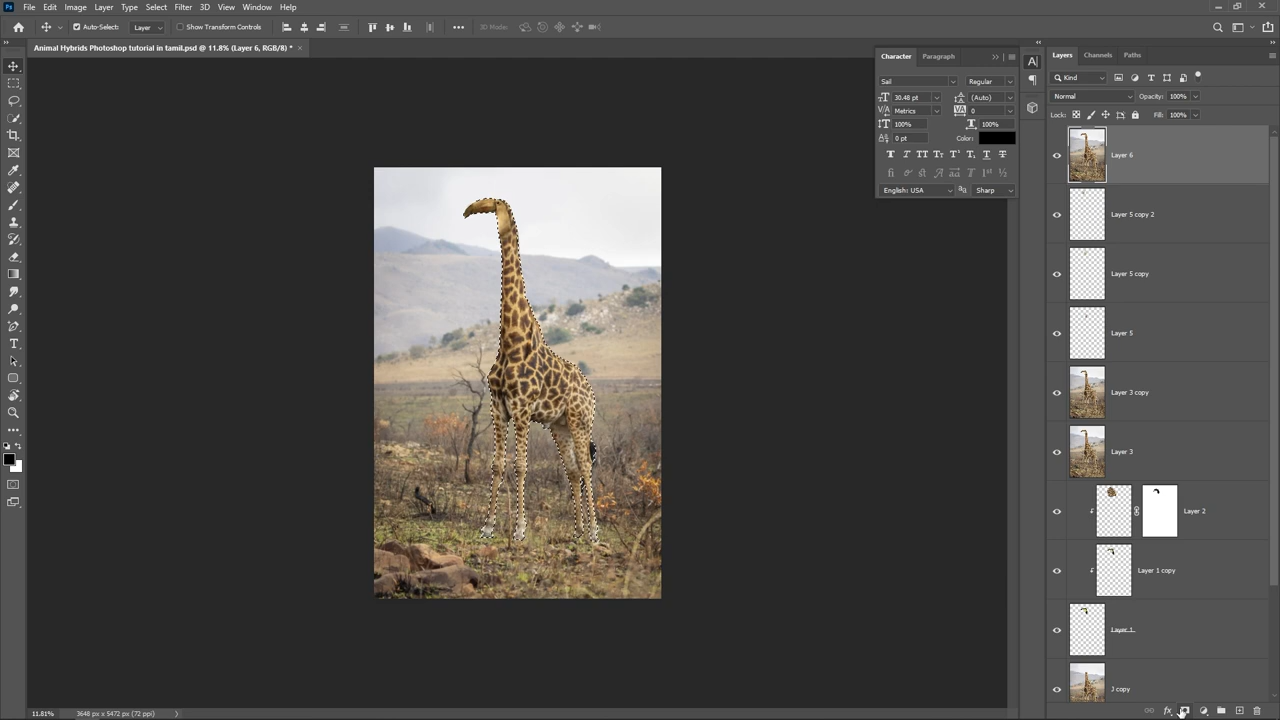 Ps File Edit Image Layer Type Select Filter 3D View Window Help
Auto-Select: Layer Show Transform Controls 3D Mode:
Animal Hybrids Photoshop tutorial in tamil.psd @ 11.8% (Layer 6, RGB/8) *
Character Paragraph
Sail Regular
30.48 pt (Auto)
Metrics 0
100% 100%
0 pt Color:
English: USA Sharp
Layers Channels Paths
Kind
Normal Opacity: 100%
Lock: Fill: 100%
Layer 6
Layer 5 copy 2
Layer 5 copy
Layer 5
Layer 3 copy
Layer 3
Layer 2
Layer 1 copy
Layer 1
J copy
11.81% 3648 px x 5472 px (72 ppi)